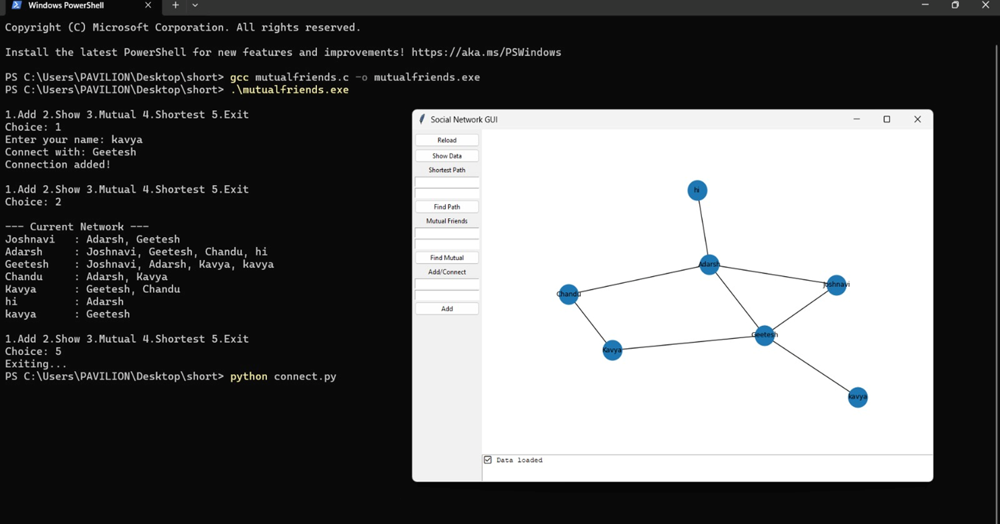 Windows PowerShell
Copyright (C) Microsoft Corporation. All rights reserved.
Install the latest PowerShell for new features and improvements! https://aka.ms/PSWindows
PS C:\Users\PAVILION\Desktop\short> gcc mutualfriends.c -o mutualfriends.exe
PS C:\Users\PAVILION\Desktop\short> .\mutualfriends.exe
1.Add 2.Show 3.Mutual 4.Shortest 5.Exit
Choice: 1
Enter your name: kavya
Connect with: Geetesh
Connection added!
1.Add 2.Show 3.Mutual 4.Shortest 5.Exit
Choice: 2
--- Current Network ---
Joshnavi   : Adarsh, Geetesh
Adarsh     : Joshnavi, Geetesh, Chandu, hi
Geetesh    : Joshnavi, Adarsh, Kavya, kavya
Chandu     : Adarsh, Kavya
Kavya      : Geetesh, Chandu
hi         : Adarsh
kavya      : Geetesh
1.Add 2.Show 3.Mutual 4.Shortest 5.Exit
Choice: 5
Exiting...
PS C:\Users\PAVILION\Desktop\short> python connect.py
Social Network GUI
Reload
Show Data
Shortest Path
Find Path
Mutual Friends
Find Mutual
Add/Connect
Add
hi
Adarsh
Joshnavi
Chandu
Geetesh
Kavya
kavya
Data loaded